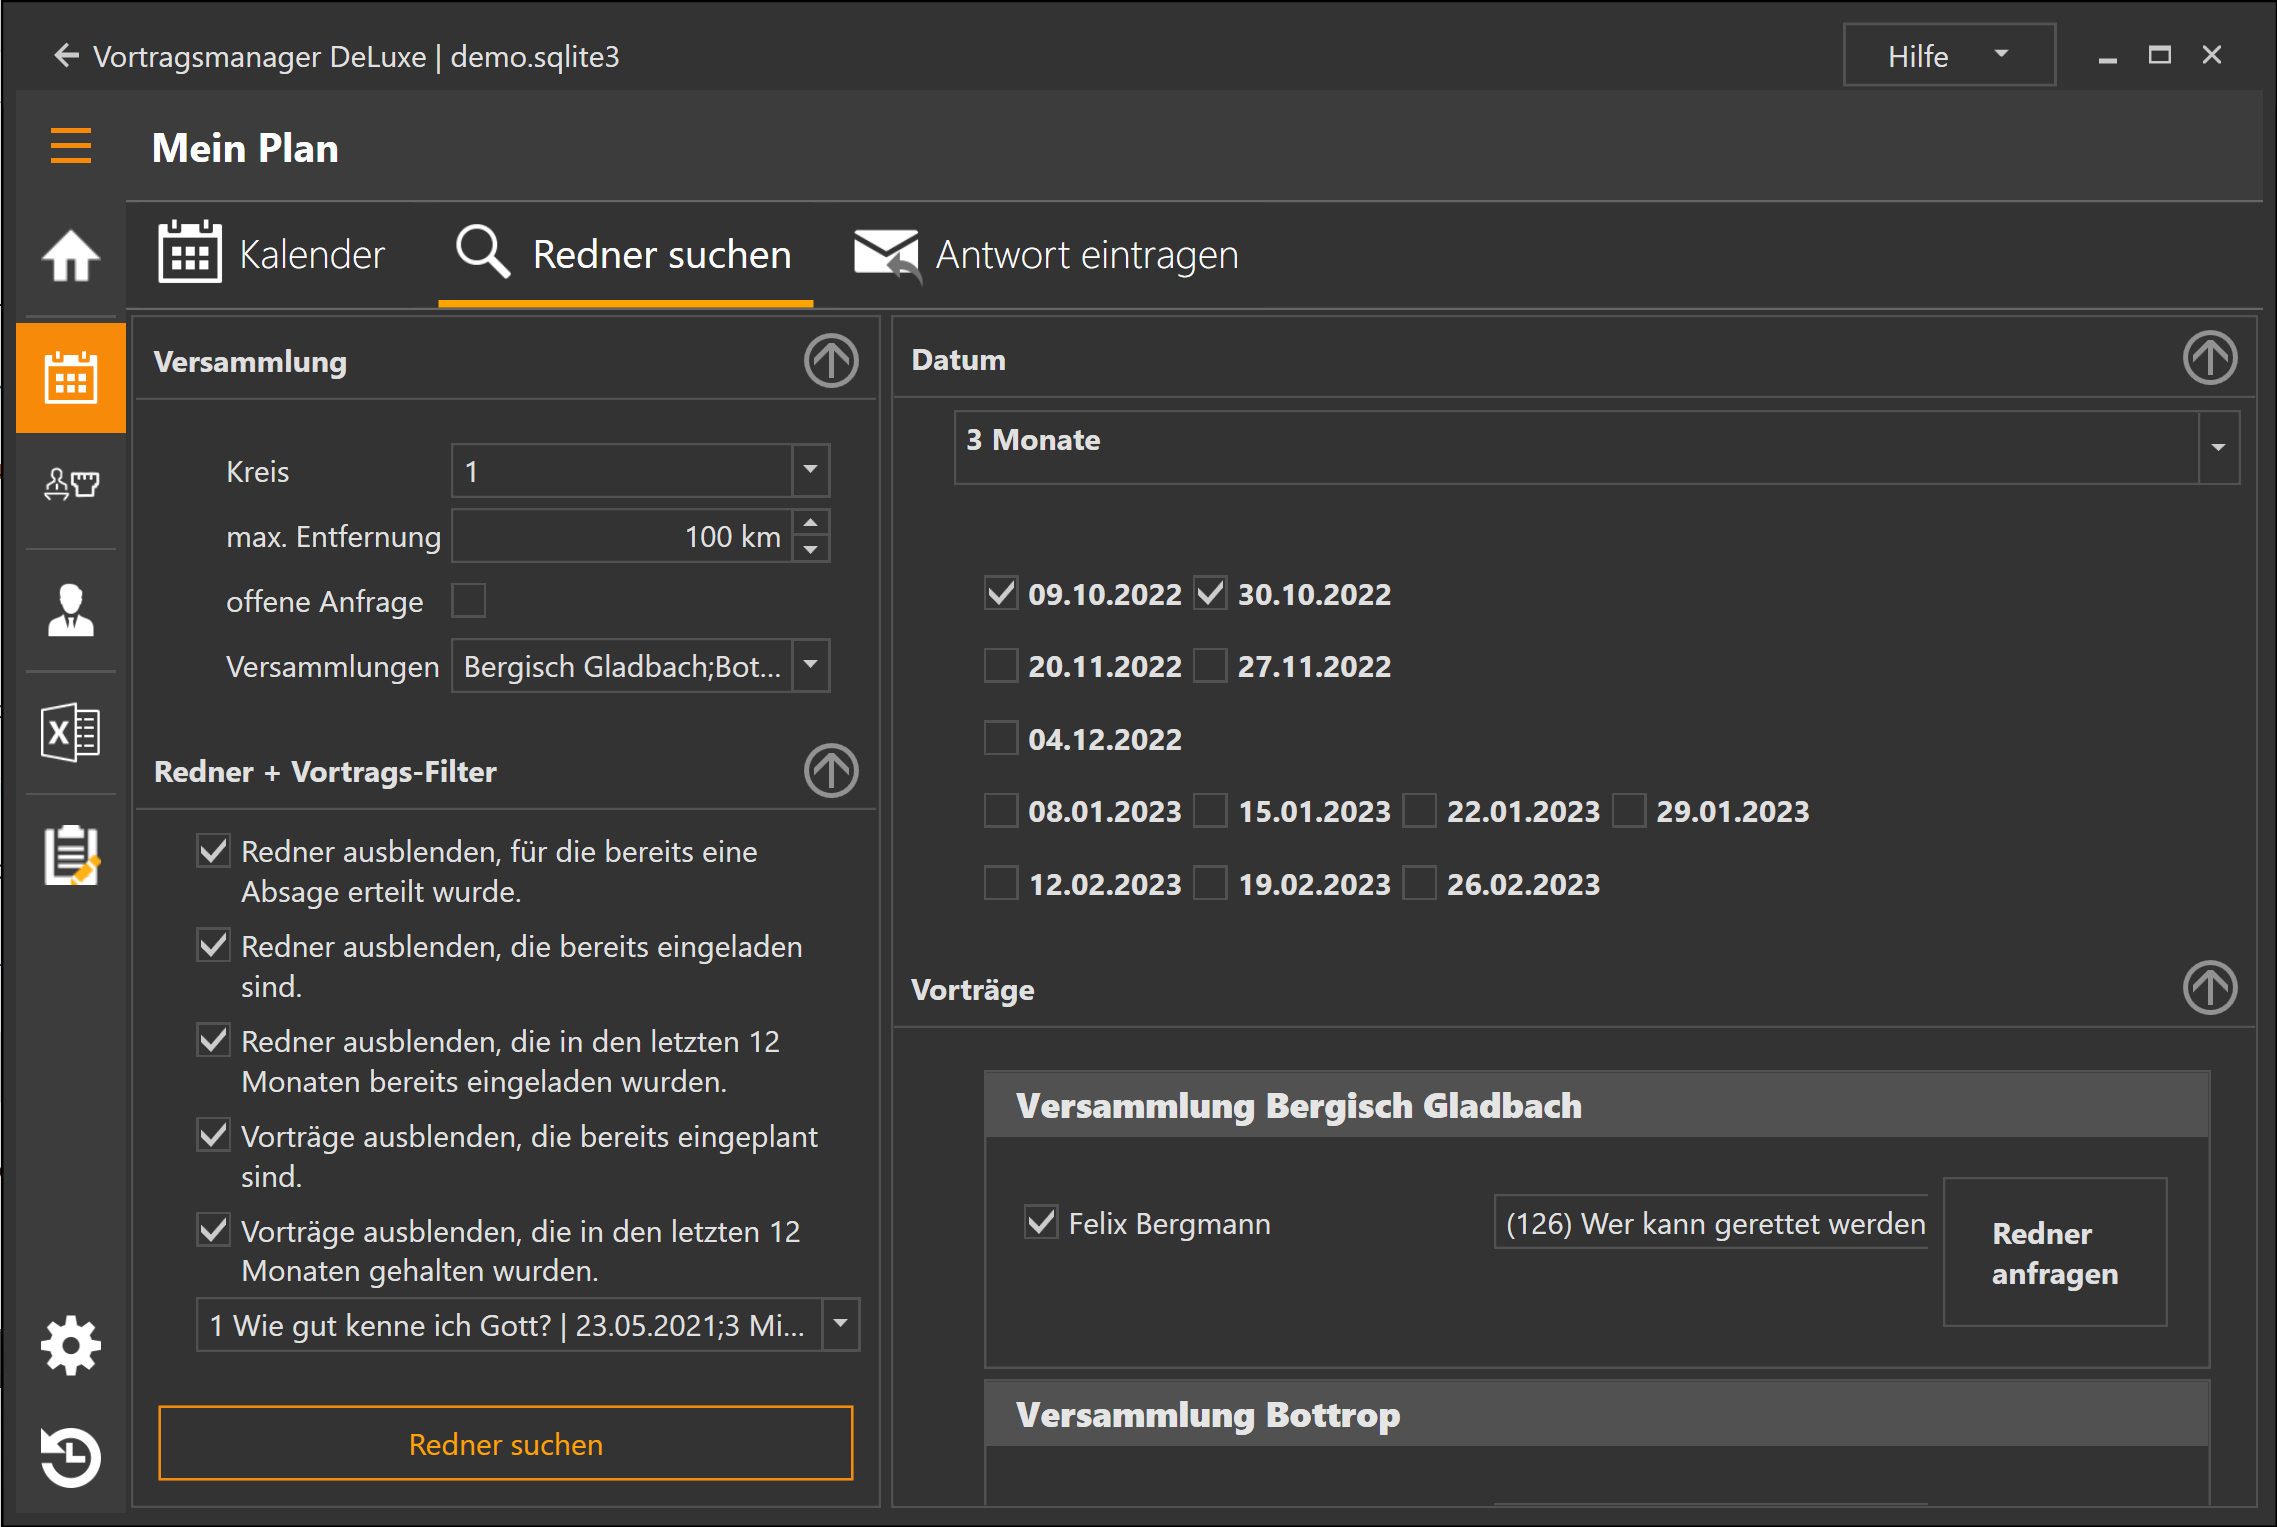 Vortragsmanager DeLuxe | demo.sqlite3
Hilfe
Mein Plan
Kalender
Redner suchen
Antwort eintragen
Versammlung
Kreis
1
max. Entfernung
100 km
offene Anfrage
Versammlungen
Bergisch Gladbach;Bot...
Redner + Vortrags-Filter
Redner ausblenden, für die bereits eine
Absage erteilt wurde.
Redner ausblenden, die bereits eingeladen
sind.
Redner ausblenden, die in den letzten 12
Monaten bereits eingeladen wurden.
Vorträge ausblenden, die bereits eingeplant
sind.
Vorträge ausblenden, die in den letzten 12
Monaten gehalten wurden.
1 Wie gut kenne ich Gott? | 23.05.2021;3 Mi...
Redner suchen
Datum
3 Monate
09.10.2022 30.10.2022
20.11.2022 27.11.2022
04.12.2022
08.01.2023 15.01.2023 22.01.2023 29.01.2023
12.02.2023 19.02.2023 26.02.2023
Vorträge
Versammlung Bergisch Gladbach
Felix Bergmann
(126) Wer kann gerettet werden
Redner
anfragen
Versammlung Bottrop